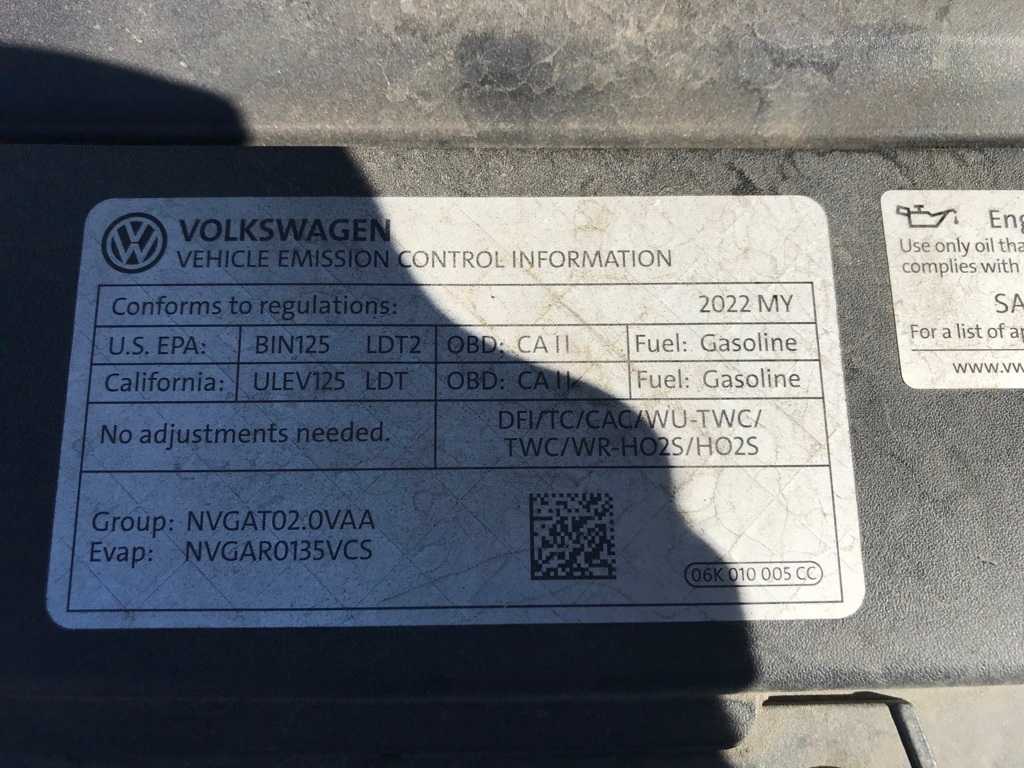 VOLKSWAGEN
VEHICLE EMISSION CONTROL INFORMATION
Conforms to regulations: 2022 MY
U.S. EPA: BIN125 LDT2 OBD: CA II Fuel: Gasoline
California: ULEV125 LDT OBD: CA II Fuel: Gasoline
No adjustments needed.
DFI/TC/CAC/WU-TWC/
TWC/WR-HO2S/HO2S
Group: NVGAT02.0VAA
Evap: NVGAR0135VCS
06K 010 005 CC
Eng
Use only oil tha
complies with
SA
For a list of ap
www.vw